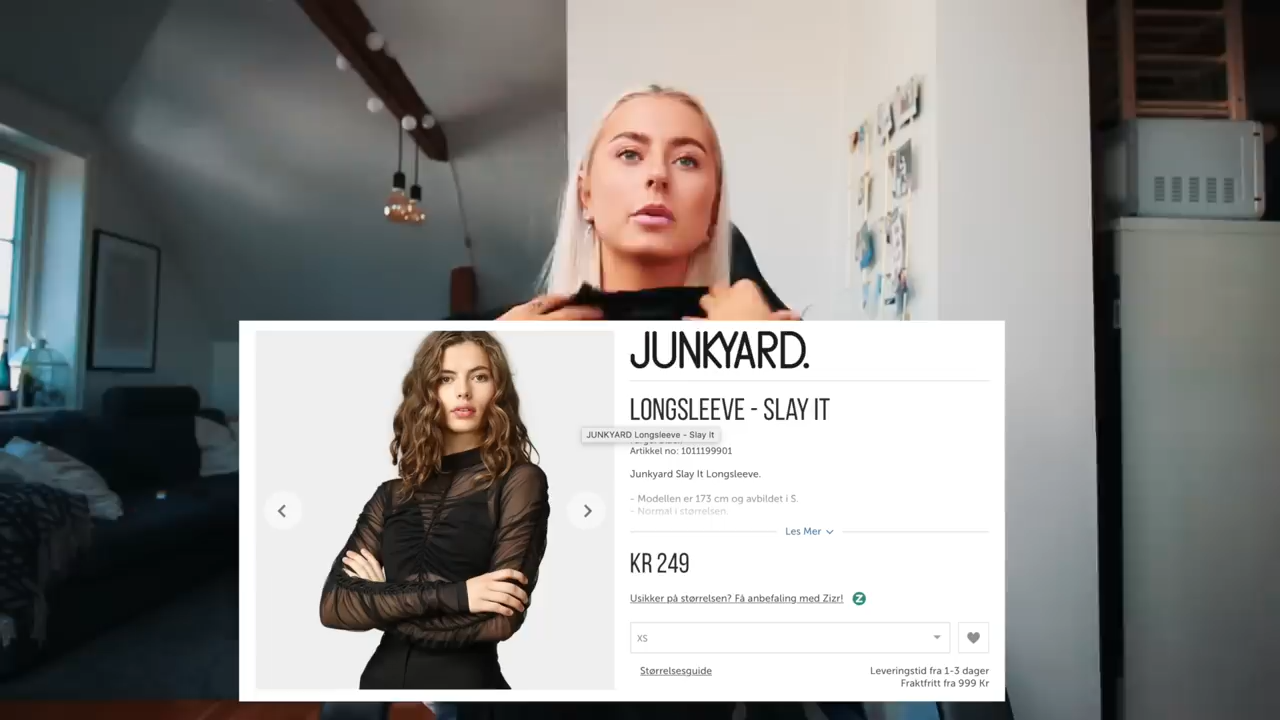 JUNKYARD.
LONGSLEEVE - SLAY IT
JUNKYARD Longsleeve - Slay It
Artikkel no: 1011199901
Junkyard Slay It Longsleeve.
- Modellen er 173 cm og avbildet i S.
- Normal i størrelsen.
Les Mer
KR 249
Usikker på størrelsen? Få anbefaling med Zizr!
Z
XS
Størrelsesguide
Leveringstid fra 1-3 dager
Fraktfritt fra 999 Kr